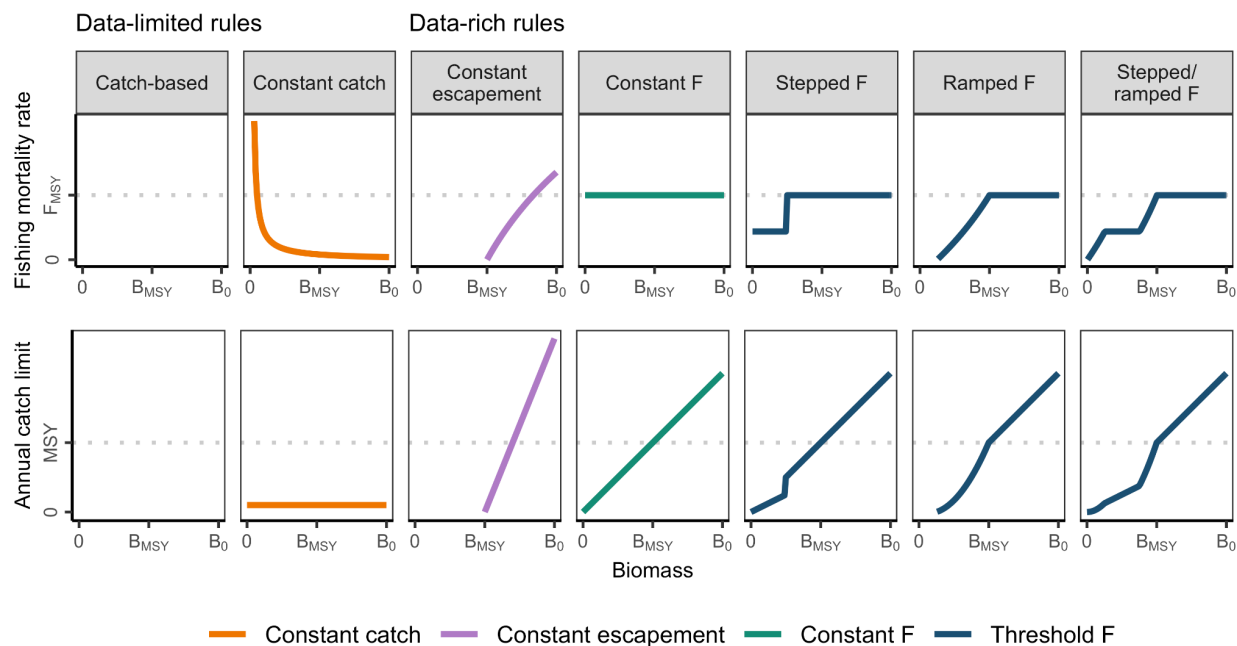 Data-limited rules
Data-rich rules
Catch-based
Constant catch
Constant
escapement
Constant F
Stepped F
Ramped F
Stepped/
ramped F
Fishing mortality rate
FMSY
0
0 BMSY B0
0 BMSY B0
0 BMSY B0
0 BMSY B0
0 BMSY B0
0 BMSY B0
0 BMSY B0
Annual catch limit
MSY
0
0 BMSY B0
0 BMSY B0
0 BMSY B0
0 BMSY B0
0 BMSY B0
0 BMSY B0
0 BMSY B0
Biomass
Constant catch
Constant escapement
Constant F
Threshold F